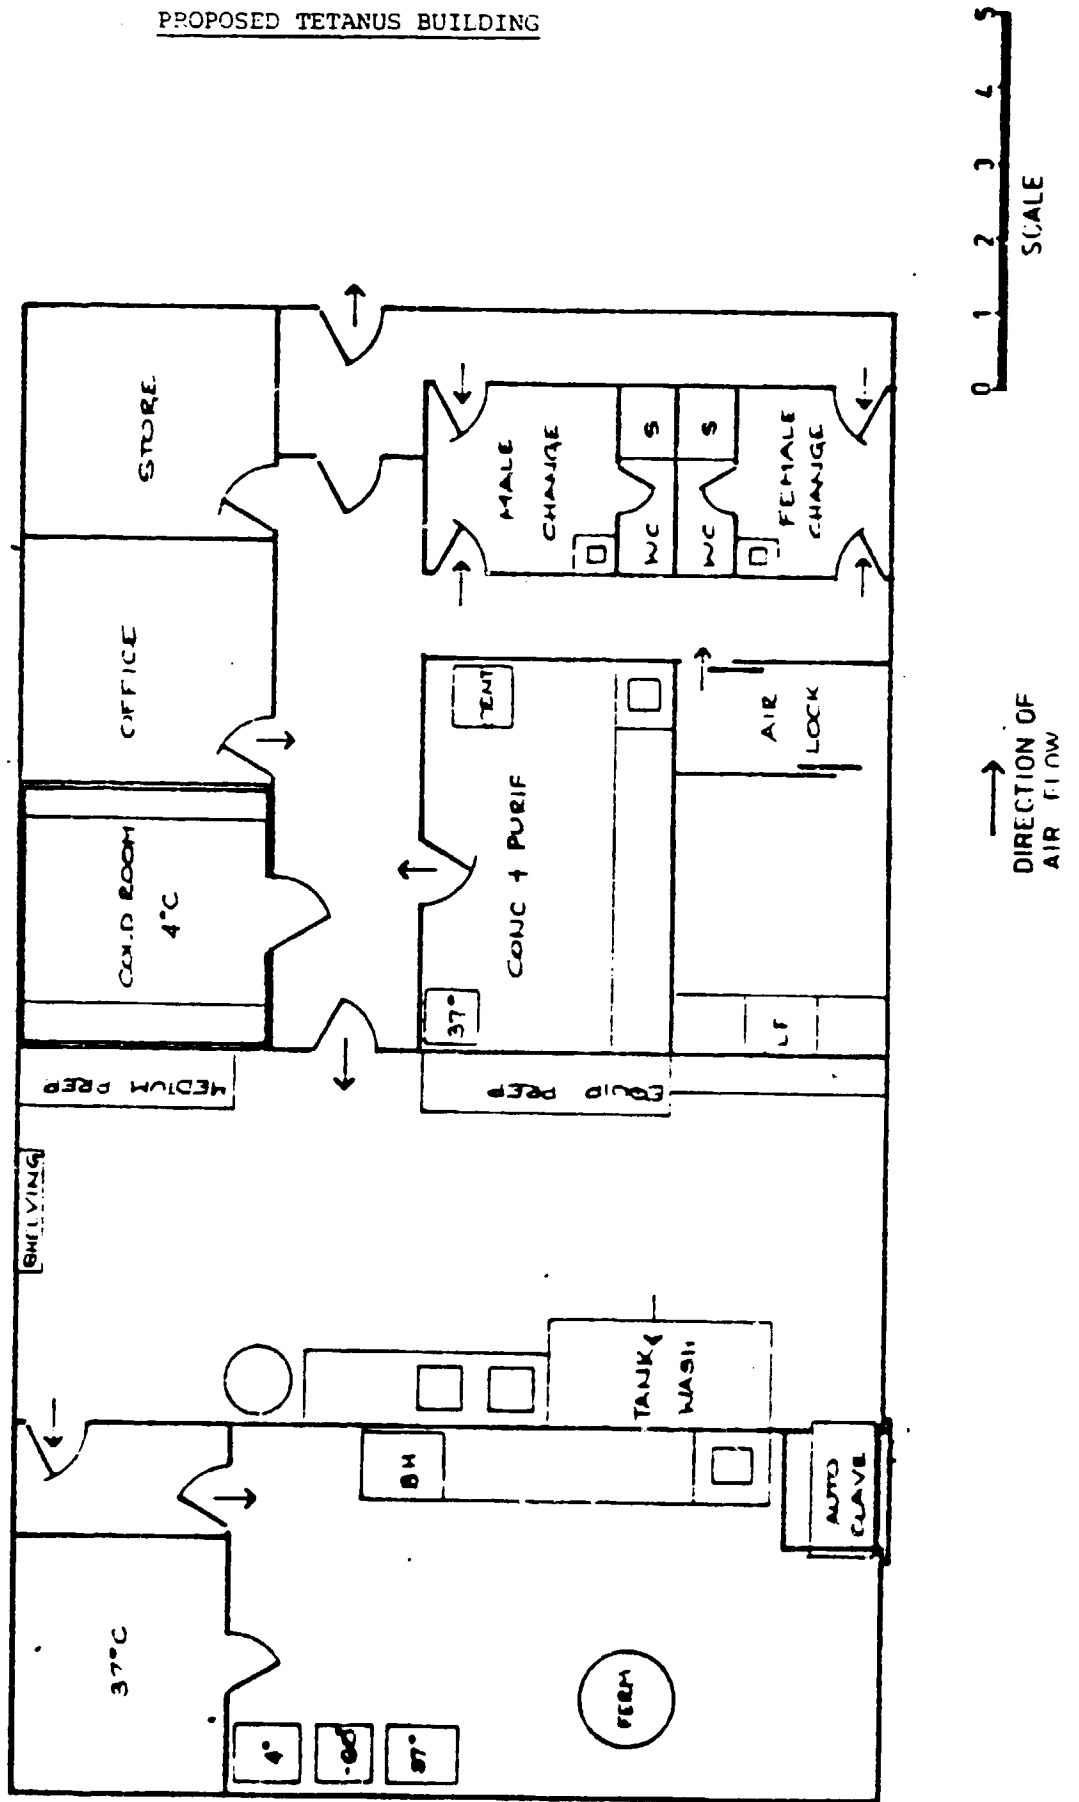 PROPOSED TETANUS BUILDING
0 1 2 3 4 5
SCALE
STORE
OFFICE
COLD ROOM
4°C
MALE
CHANGE
S
S
WC
WC
FEMALE
CHANGE
CONC + PURIF
37°
AIR
LOCK
LF
DIRECTION OF
AIR FLOW
MEDIUM PREP
EQUIP PREP
SHELVING
TANK
WASH
BH
AUTO
CLAVE
37°C
4°
37°
FERM